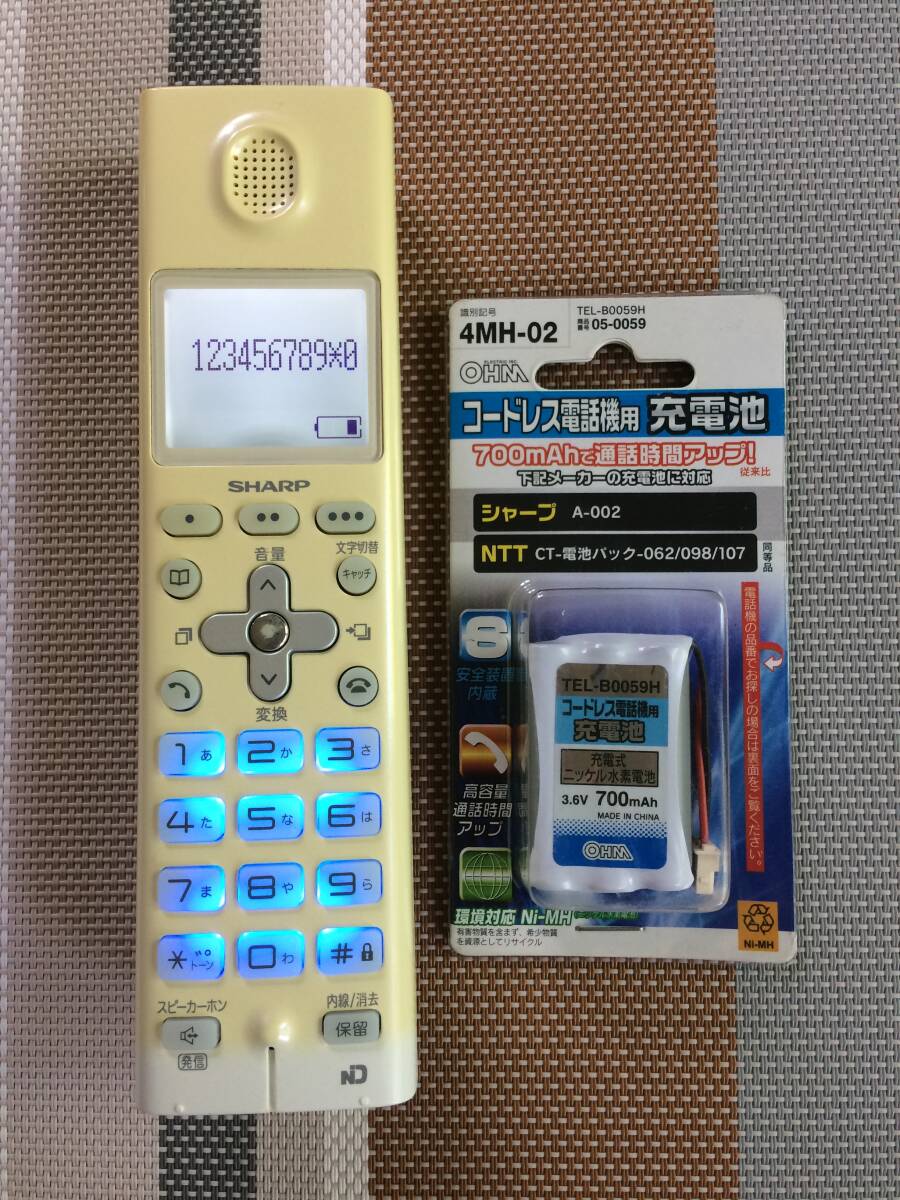 123456789*0
SHARP
音量
文字切替
キャッチ
変換
1 あ
2 か
3 さ
4 た
5 な
6 は
7 ま
8 や
9 ら
* トーン
0 わ
#
スピーカーホン
内線/消去
保留
発信
ND
識別記号
4MH-02
TEL-B0059H
商品番号 05-0059
ELECTRIC INC.
OHM
コードレス電話機用 充電池
700mAhで通話時間アップ!
従来比
下記メーカーの充電池に対応
シャープ A-002
NTT CT-電池パック-062/098/107
同等品
電話機の品番でお探しの場合は裏面をご覧ください。
安全装置
内蔵
高容量
通話時間
アップ
TEL-B0059H
コードレス電話機用
充電池
充電式
ニッケル水素電池
3.6V 700mAh
MADE IN CHINA
OHM
環境対応 Ni-MH
有害物質を含まず、希少物質
を資源としてリサイクル
Ni-MH